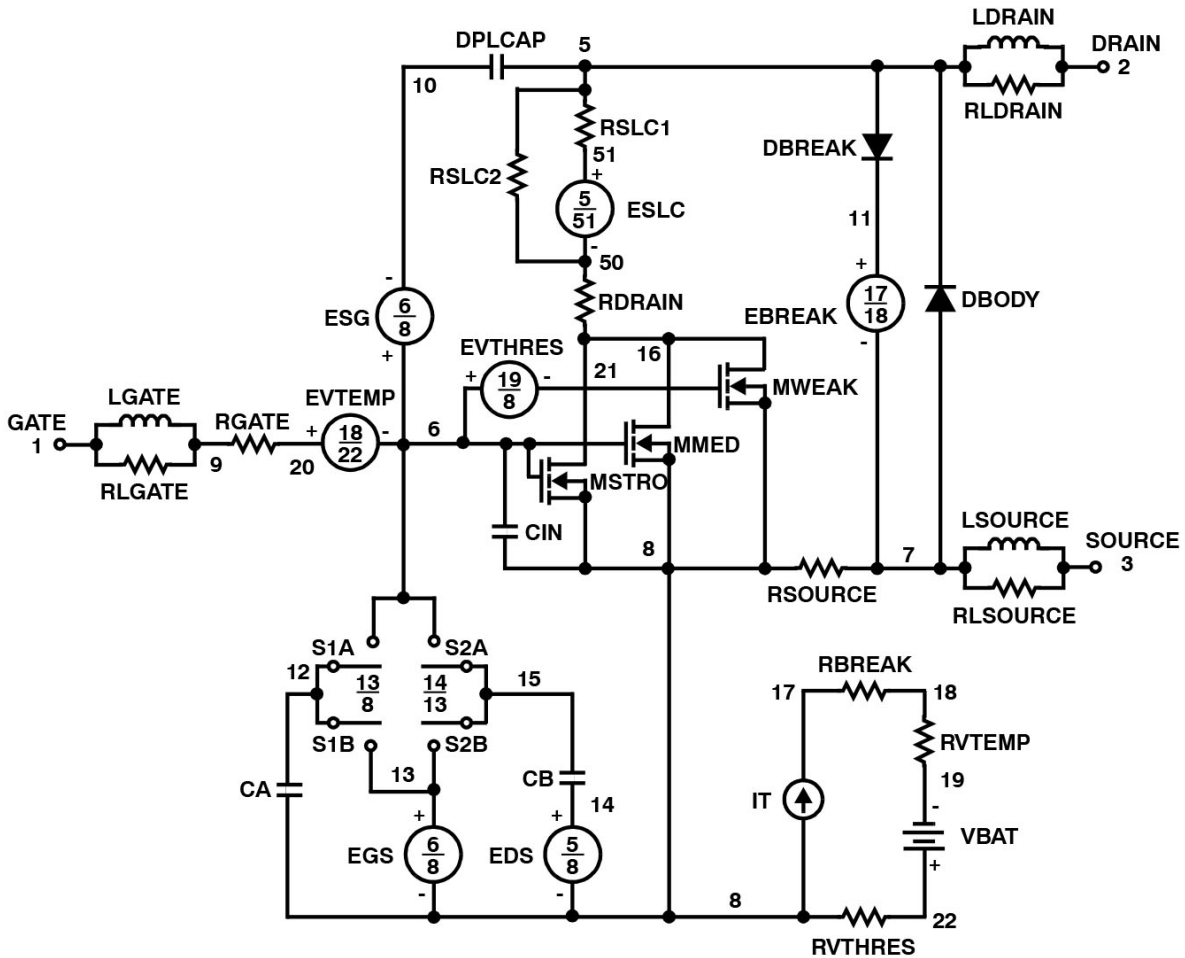 LDRAIN
DPLCAP
5
DRAIN
2
10
RLDRAIN
RSLC1
DBREAK
51
RSLC2
+
5
51
ESLC
11
-
50
-
+
RDRAIN
17
18
DBODY
ESG
6
8
EBREAK
+
EVTHRES
16
-
+
19
8
-
21
MWEAK
LGATE
EVTEMP
GATE
1
RGATE
+
18
22
-
6
MMED
9
20
RLGATE
MSTRO
LSOURCE
CIN
8
7
SOURCE
3
RSOURCE
RLSOURCE
S1A
S2A
12
13
8
14
13
15
RBREAK
17
18
S1B
S2B
RVTEMP
13
CB
19
CA
14
IT
-
+
+
VBAT
EGS
6
8
EDS
5
8
+
-
-
8
22
RVTHRES